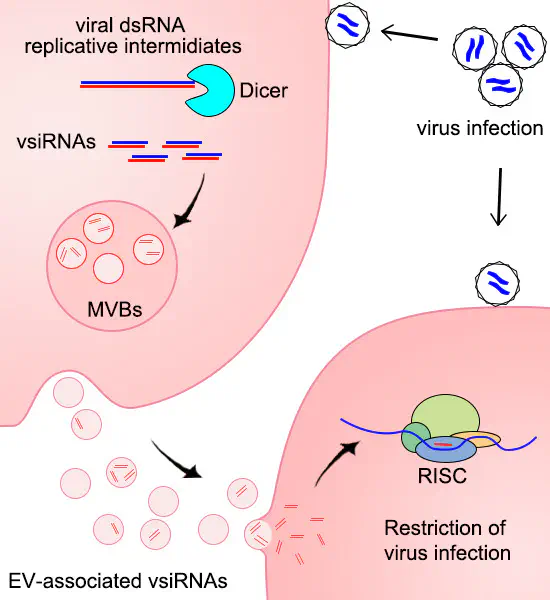 viral dsRNA
replicative intermidiates
Dicer
vsiRNAs
MVBs
virus infection
RISC
Restriction of
virus infection
EV-associated vsiRNAs